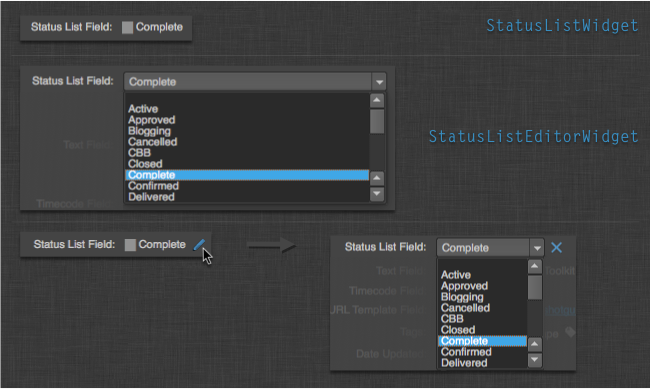 Status List Field: Complete
StatusListWidget
Status List Field: Complete
Active
Approved
Blogging
Cancelled
CBB
Closed
Complete
Confirmed
Delivered
Text Field
Timecode Fie
StatusListEditorWidget
Status List Field: Complete
Status List Field: Complete
Active
Approved
Blogging
Cancelled
CBB
Closed
Complete
Confirmed
Delivered
Text Field
Toolkit
Timecode Field
URL Template Field
Date Updated